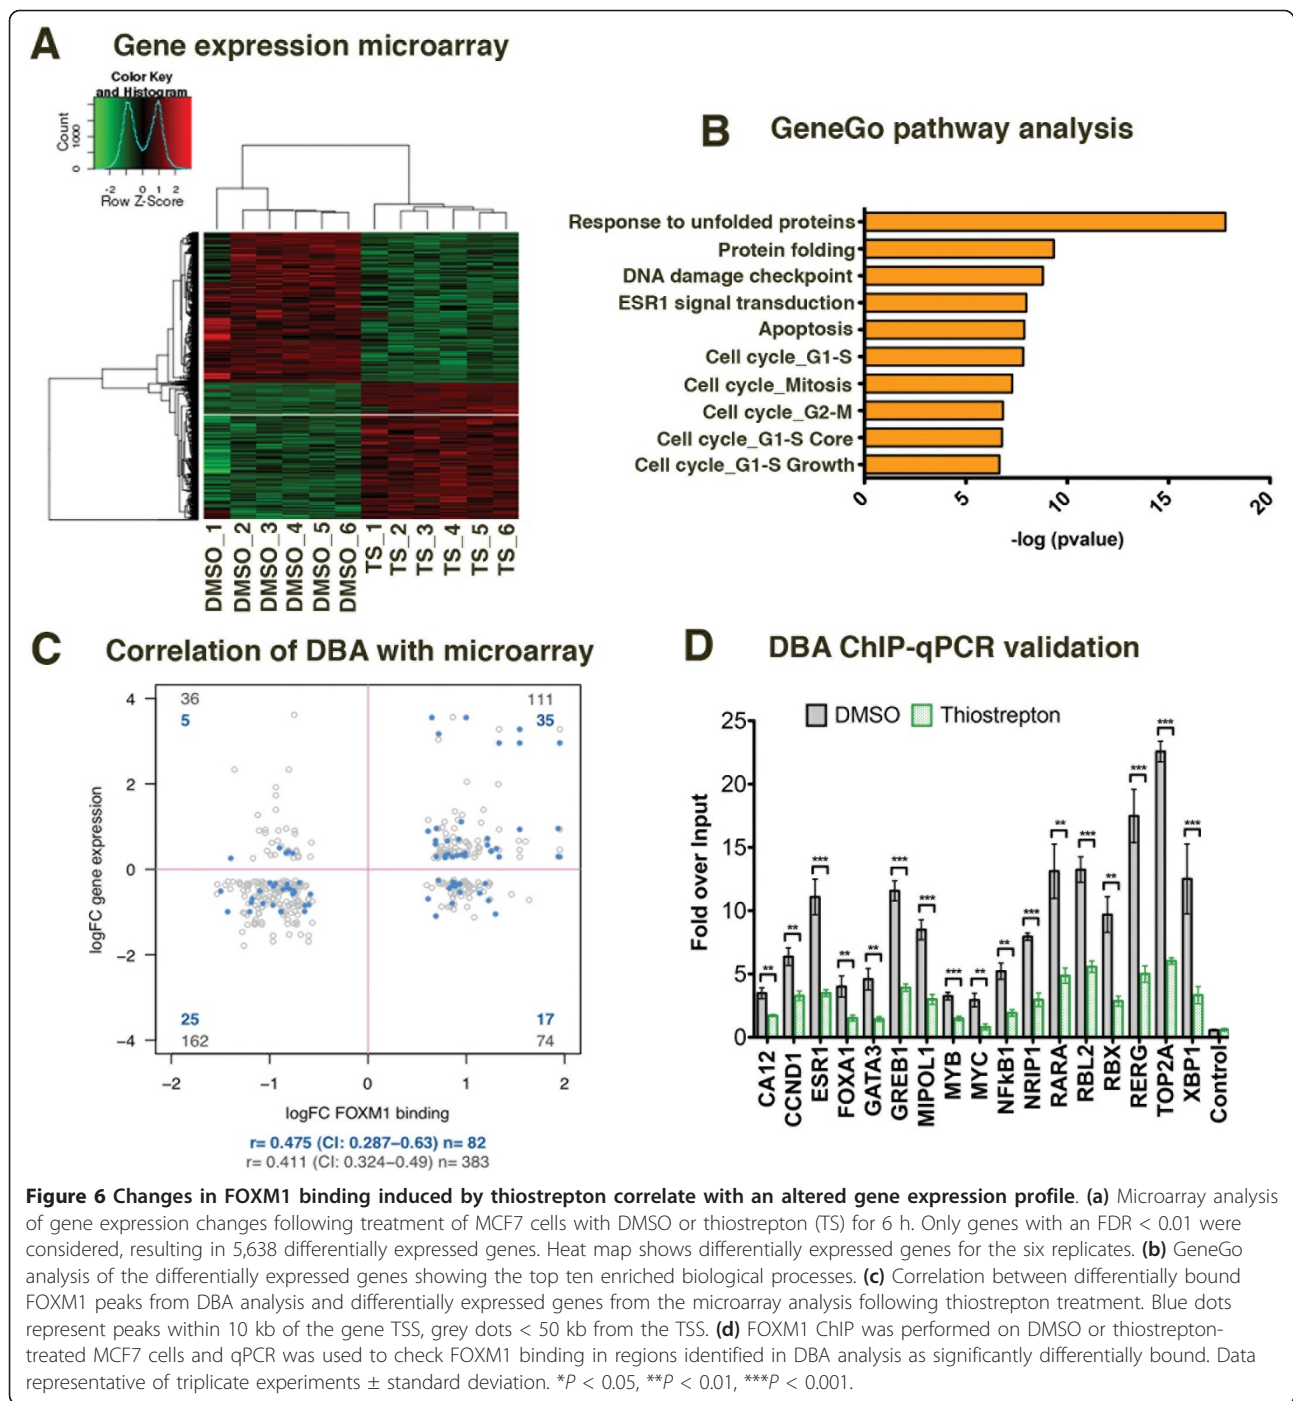 A Gene expression microarray
Color Key
and Histogram
Count
0 1000
-2 0 1 2
Row Z-Score
DMSO_1
DMSO_2
DMSO_3
DMSO_4
DMSO_5
DMSO_6
TS_1
TS_2
TS_3
TS_4
TS_5
TS_6
B GeneGo pathway analysis
Response to unfolded proteins
Protein folding
DNA damage checkpoint
ESR1 signal transduction
Apoptosis
Cell cycle_G1-S
Cell cycle_Mitosis
Cell cycle_G2-M
Cell cycle_G1-S Core
Cell cycle_G1-S Growth
0 5 10 15 20
-log (pvalue)
C Correlation of DBA with microarray
36 111
5 35
4
2
0
−2
−4
logFC gene expression
25 17
162 74
−2 −1 0 1 2
logFC FOXM1 binding
r= 0.475 (CI: 0.287−0.63) n= 82
r= 0.411 (CI: 0.324−0.49) n= 383
D DBA ChIP-qPCR validation
DMSO Thiostrepton
Fold over Input
25
20
15
10
5
0
** ** *** ** ** *** *** *** ** ** *** ** *** ** *** *** ***
CA12
CCND1
ESR1
FOXA1
GATA3
GREB1
MIPOL1
MYB
MYC
NFkB1
NRIP1
RARA
RBL2
RBX
RERG
TOP2A
XBP1
Control
Figure 6 Changes in FOXM1 binding induced by thiostrepton correlate with an altered gene expression profile. (a) Microarray analysis
of gene expression changes following treatment of MCF7 cells with DMSO or thiostrepton (TS) for 6 h. Only genes with an FDR < 0.01 were
considered, resulting in 5,638 differentially expressed genes. Heat map shows differentially expressed genes for the six replicates. (b) GeneGo
analysis of the differentially expressed genes showing the top ten enriched biological processes. (c) Correlation between differentially bound
FOXM1 peaks from DBA analysis and differentially expressed genes from the microarray analysis following thiostrepton treatment. Blue dots
represent peaks within 10 kb of the gene TSS, grey dots < 50 kb from the TSS. (d) FOXM1 ChIP was performed on DMSO or thiostrepton-
treated MCF7 cells and qPCR was used to check FOXM1 binding in regions identified in DBA analysis as significantly differentially bound. Data
representative of triplicate experiments ± standard deviation. *P < 0.05, **P < 0.01, ***P < 0.001.